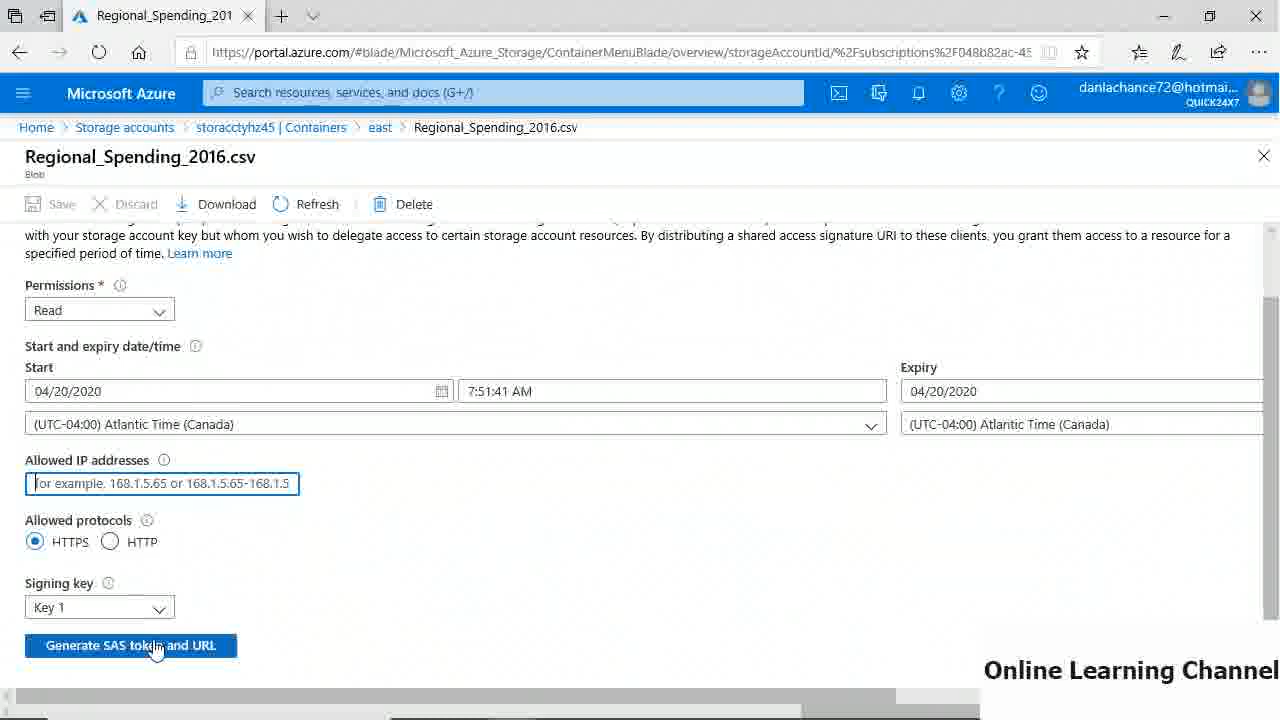 Regional_Spending_201
https://portal.azure.com/#blade/Microsoft_Azure_Storage/ContainerMenuBlade/overview/storageAccountId/%2Fsubscriptions%2F048b82ac-45
Microsoft Azure
Search resources, services, and docs (G+/)
danlachance72@hotmai...
QUICK24X7
Home > Storage accounts > storacctyhz45 | Containers > east > Regional_Spending_2016.csv
Regional_Spending_2016.csv
Blob
Save Discard Download Refresh Delete
with your storage account key but whom you wish to delegate access to certain storage account resources. By distributing a shared access signature URI to these clients, you grant them access to a resource for a
specified period of time. Learn more
Permissions *
Read
Start and expiry date/time
Start Expiry
04/20/2020 7:51:41 AM 04/20/2020
(UTC-04:00) Atlantic Time (Canada) (UTC-04:00) Atlantic Time (Canada)
Allowed IP addresses
for example, 168.1.5.65 or 168.1.5.65-168.1.5
Allowed protocols
HTTPS HTTP
Signing key
Key 1
Generate SAS token and URL
Online Learning Channel